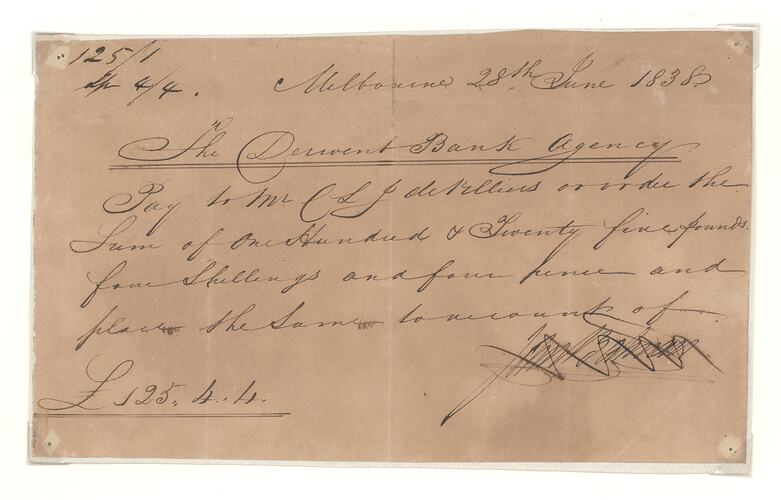 125/1
4/4.
Melbourne 28th June 1838
The Derwent Bank Agency
Pay to Mr C L J de Villiers or order the
Sum of One Hundred & Twenty five pounds
four Shillings and four pence and
place the Same to account of
£125.. 4.. 4.